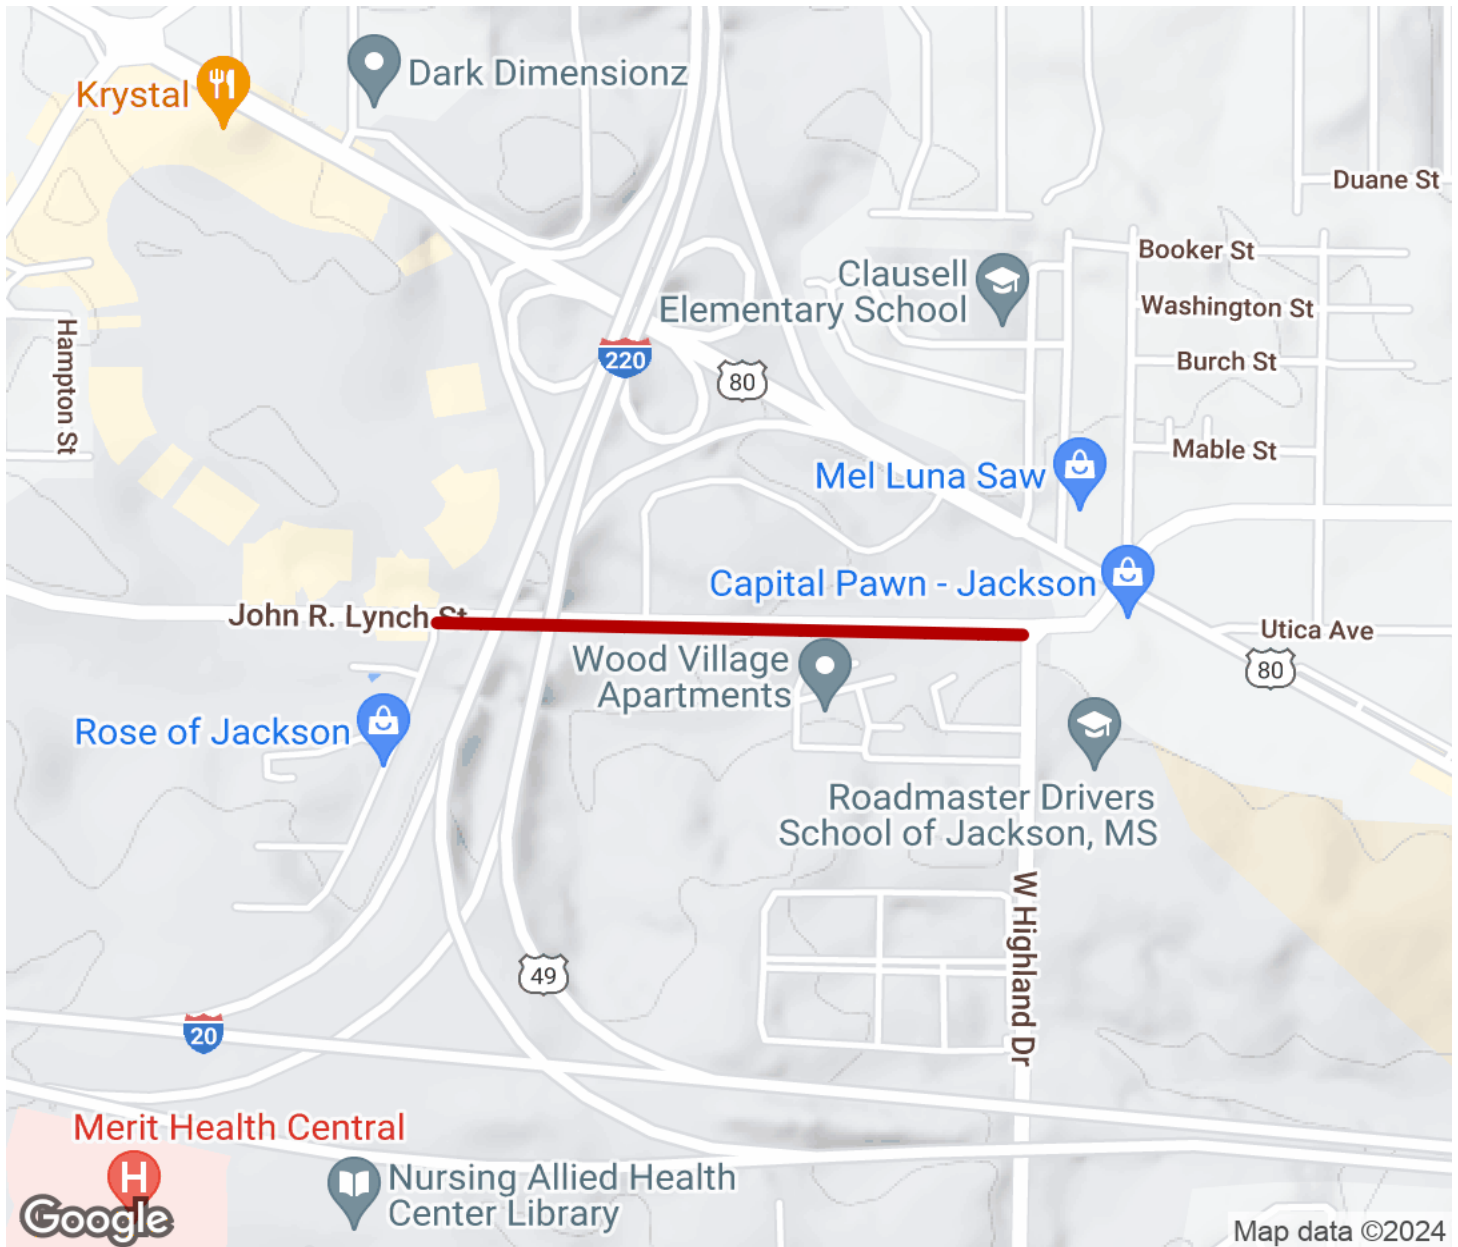 Dark Dimensionz
Krystal
Duane St
Booker St
Clausell
Elementary School
Washington St
Hampton St
220
80
Burch St
Mable St
Mel Luna Saw
Capital Pawn - Jackson
John R. Lynch St
Utica Ave
Wood Village
Apartments
80
Rose of Jackson
Roadmaster Drivers
School of Jackson, MS
W Highland Dr
49
20
Merit Health Central
H
Nursing Allied Health
Center Library
Google
Map data ©2024